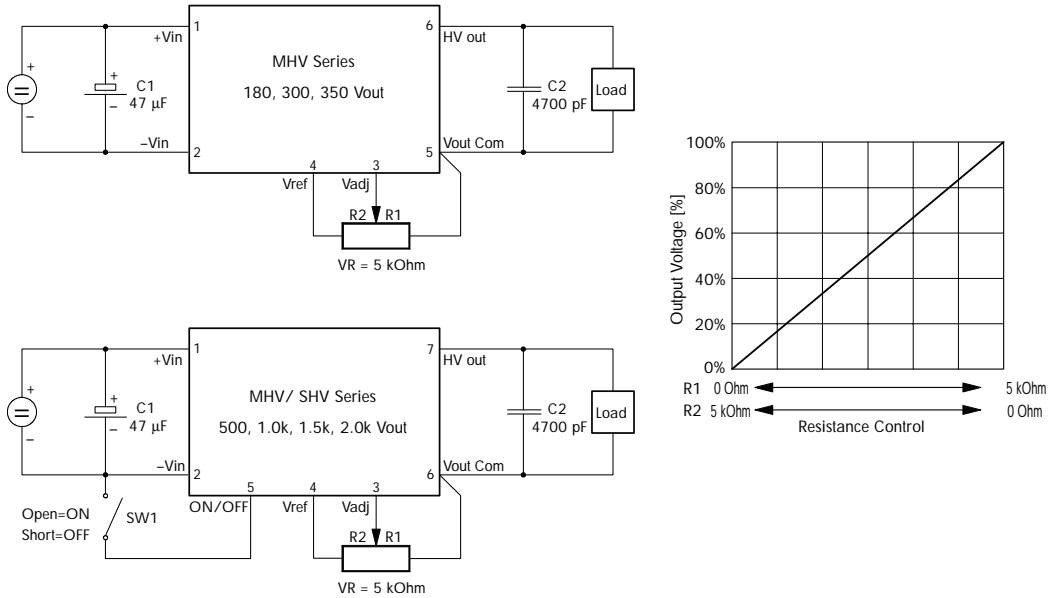 1
+Vin
6
HV out
MHV Series
180, 300, 350 Vout
+
–
+
C1
–
47 µF
C2
4700 pF
Load
–Vin
2
Vout Com
5
4
3
Vref
Vadj
R2
R1
VR = 5 kOhm
1
+Vin
7
HV out
MHV/ SHV Series
500, 1.0k, 1.5k, 2.0k Vout
+
–
+
C1
–
47 µF
C2
4700 pF
Load
–Vin
2
Vout Com
6
5
4
3
ON/OFF
Vref
Vadj
Open=ON
Short=OFF
SW1
R2
R1
VR = 5 kOhm
Output Voltage [%]
100%
80%
60%
40%
20%
0%
R1 0 Ohm 5 kOhm
R2 5 kOhm 0 Ohm
Resistance Control